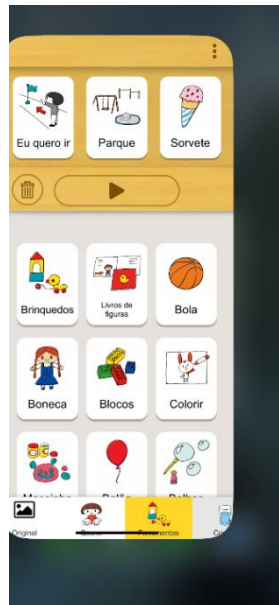 Eu quero ir
Parque
Sorvete
Brinquedos
Livros de
figuras
Bola
Boneca
Blocos
Colorir
Original